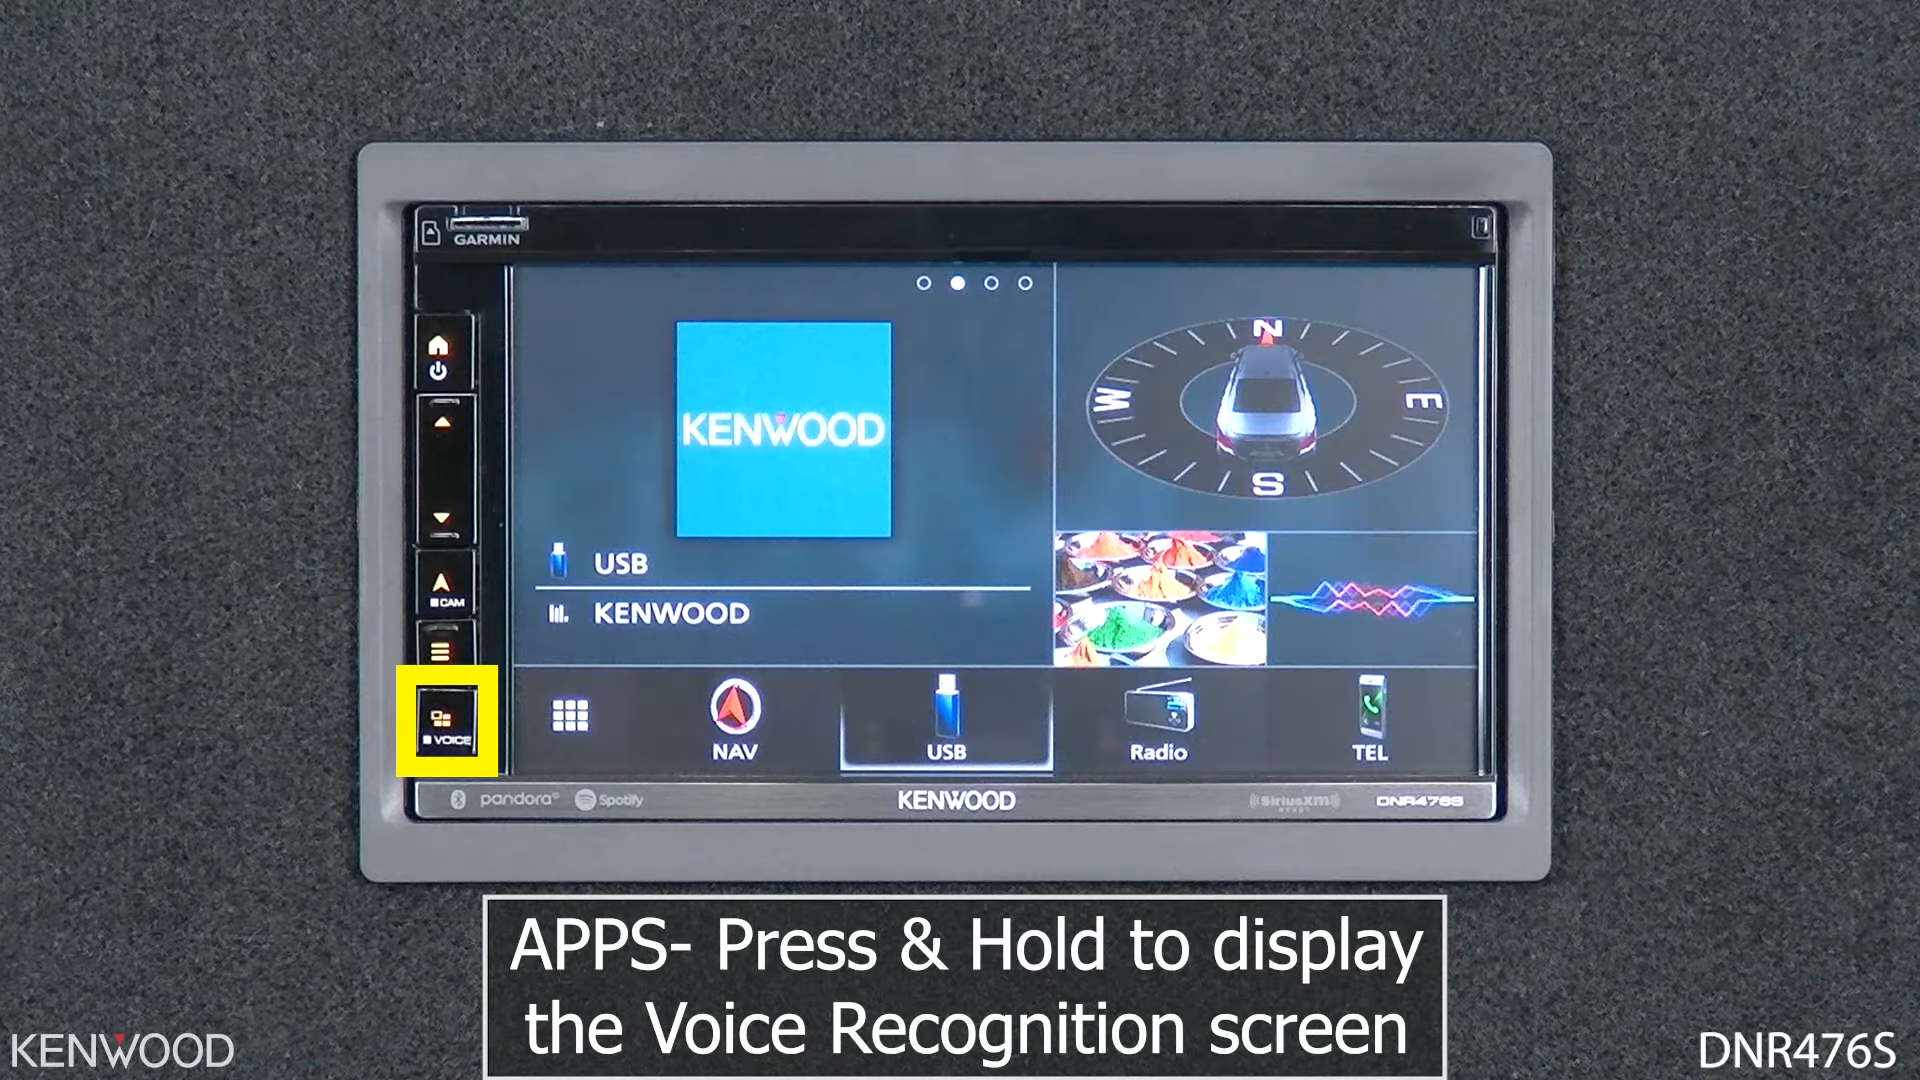 GARMIN
N
W
E
S
KENWOOD
USB
KENWOOD
CAM
VOICE
NAV
USB
Radio
TEL
pandora®
Spotify
KENWOOD
SiriusXM
DNR476S
APPS- Press & Hold to display
the Voice Recognition screen
KENWOOD
DNR476S